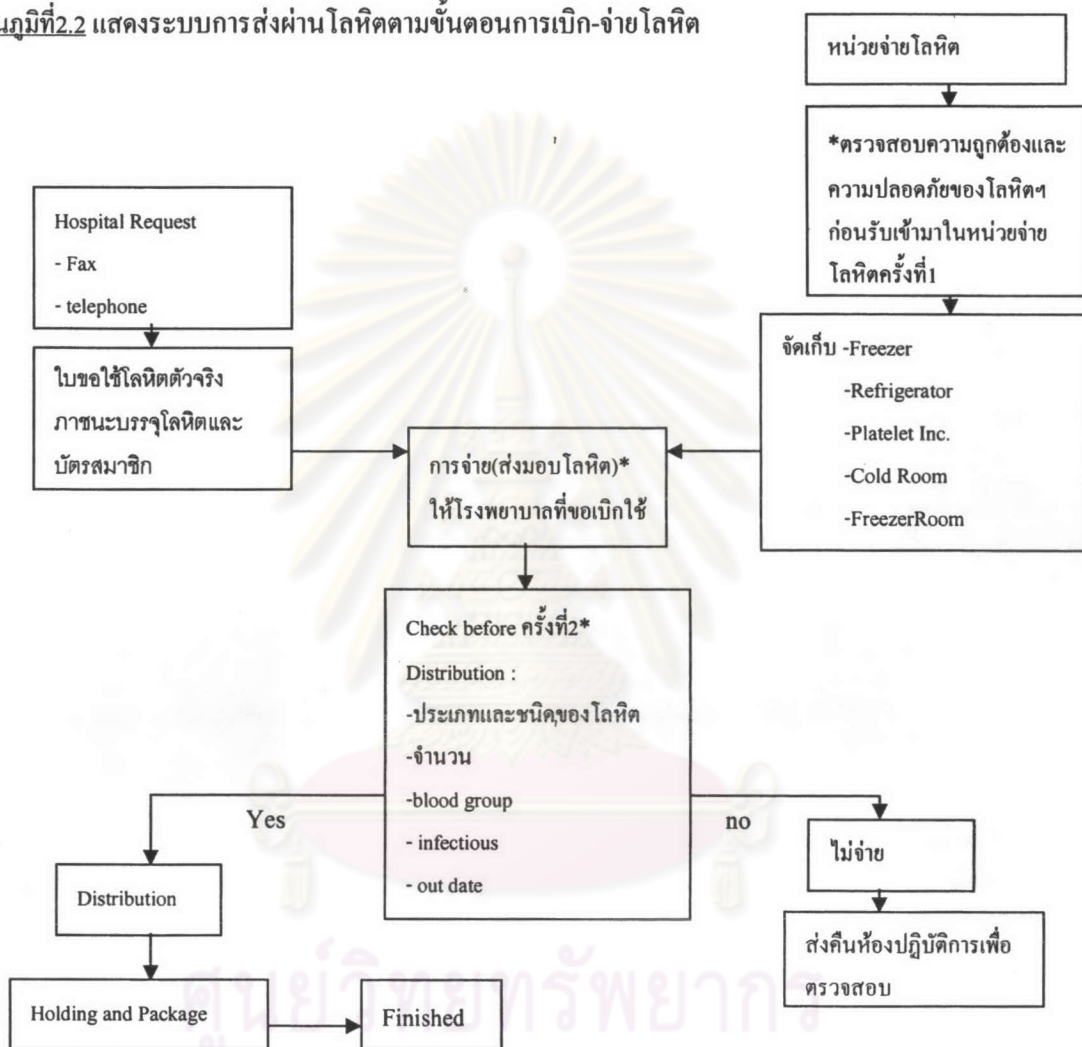 นภูมิที่2.2 แสดงระบบการส่งผ่านโลหิตตามขั้นตอนการเบิก-จ่ายโลหิต
หน่วยจ่ายโลหิต
*ตรวจสอบความถูกต้องและ
ความปลอดภัยของโลหิตฯ
ก่อนรับเข้ามาในหน่วยจ่าย
โลหิตครั้งที่1
Hospital Request
- Fax
- telephone
ใบขอใช้โลหิตตัวจริง
ภาชนะบรรจุโลหิตและ
บัตรสมาชิก
จัดเก็บ -Freezer
-Refrigerator
-Platelet Inc.
-Cold Room
-FreezerRoom
การจ่าย(ส่งมอบโลหิต)*
ให้โรงพยาบาลที่ขอเบิกใช้
Check before ครั้งที่2*
Distribution :
-ประเภทและชนิด,ของโลหิต
-จำนวน
-blood group
- infectious
- out date
Yes
no
Distribution
ไม่จ่าย
ส่งคืนห้องปฏิบัติการเพื่อ
ตรวจสอบ
Holding and Package
Finished
ศูนย์วิทยทรัพยากร